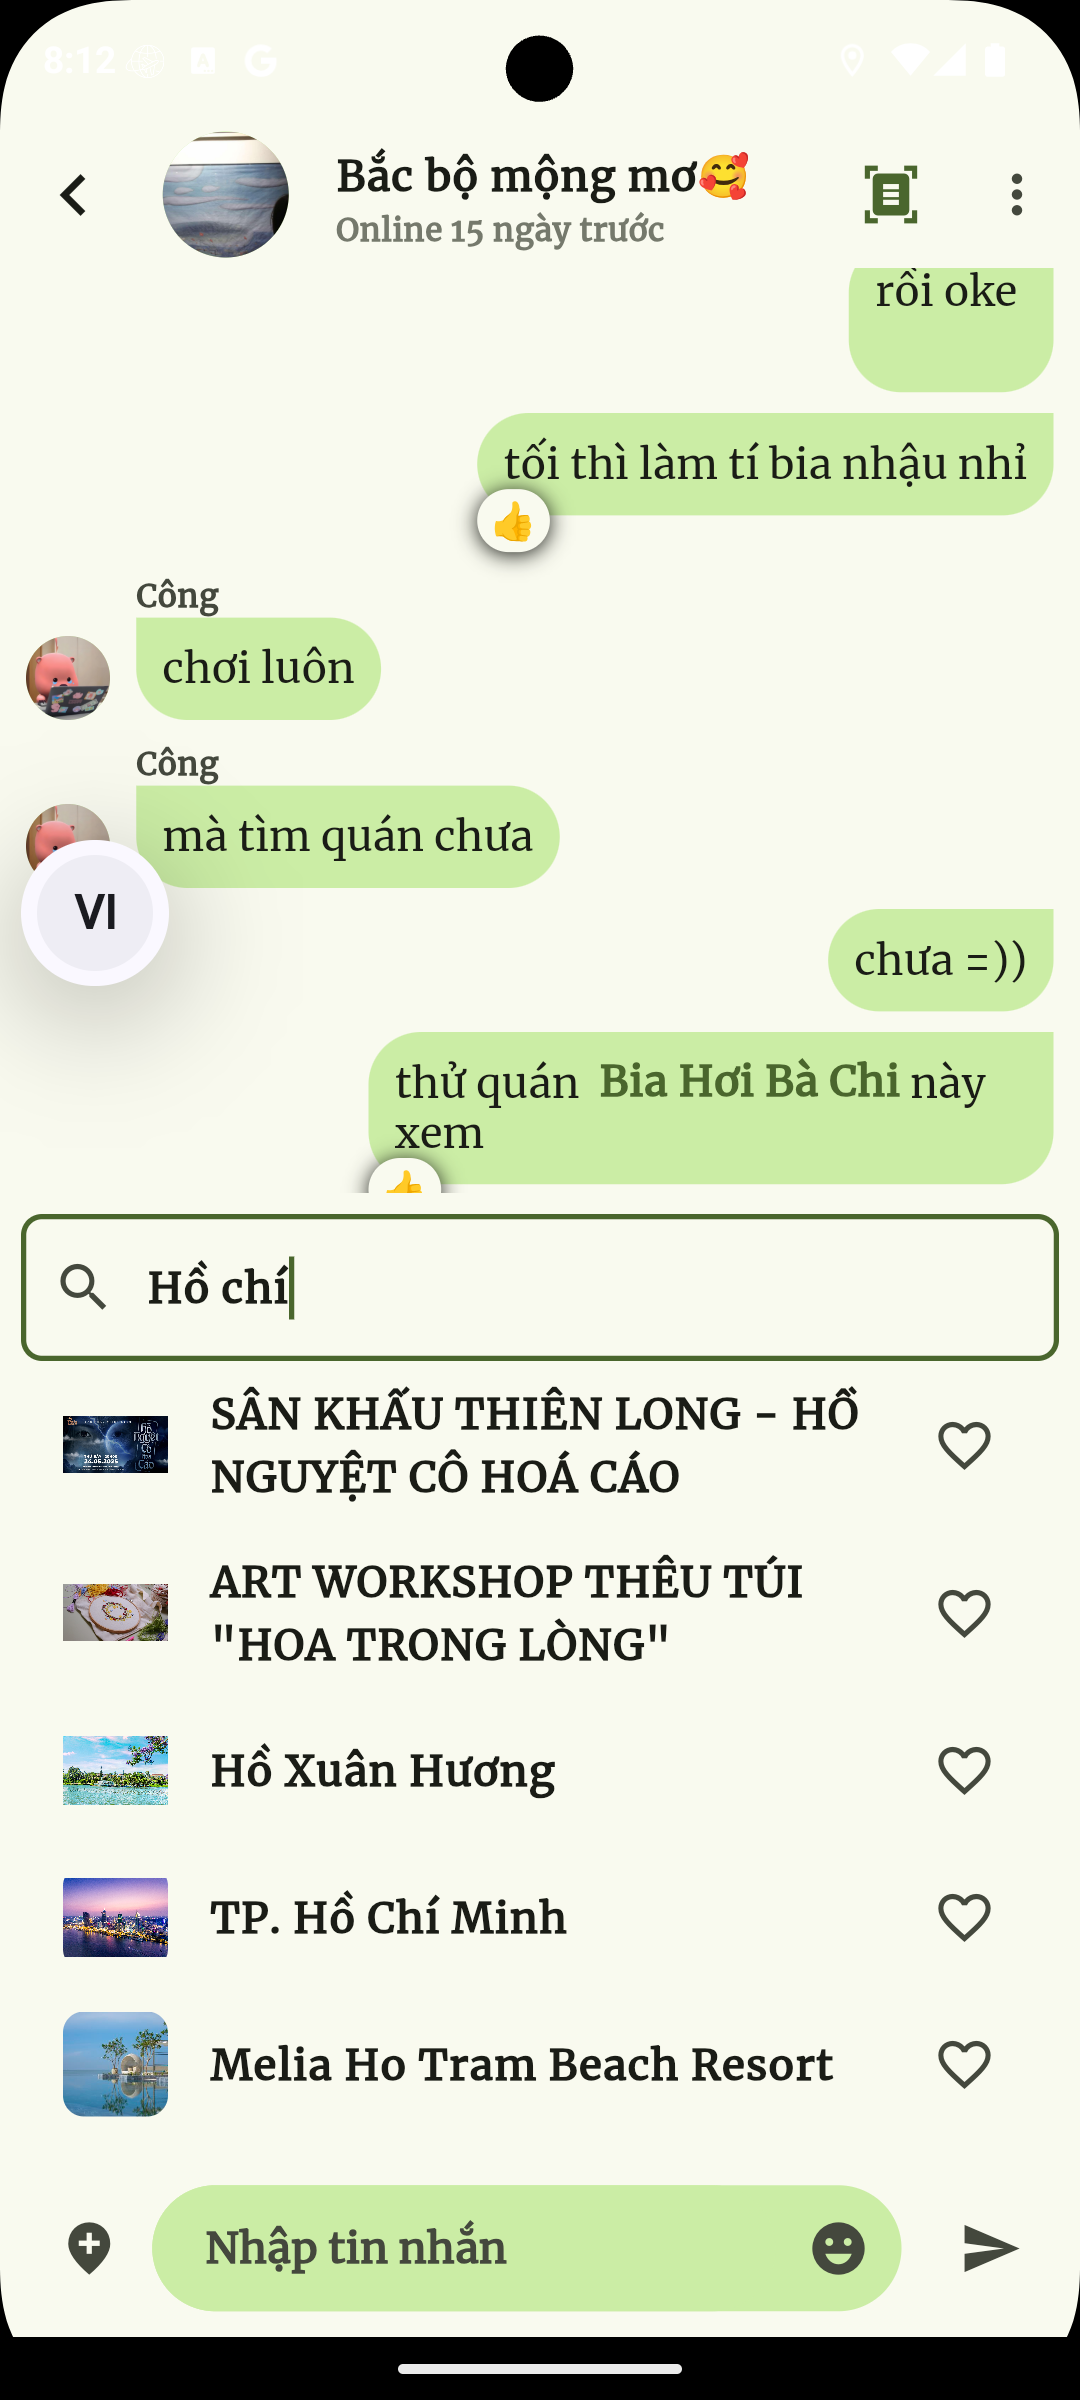 8:12
Bắc bộ mộng mơ🥰
Online 15 ngày trước
rồi oke
tối thì làm tí bia nhậu nhỉ
👍
Công
chơi luôn
Công
mà tìm quán chưa
VI
chưa =))
thử quán Bia Hơi Bà Chi này
xem
👍
Hồ chí
SÂN KHẤU THIÊN LONG - HỒ
NGUYỆT CÔ HOÁ CÁO
ART WORKSHOP THÊU TÚI
"HOA TRONG LÒNG"
Hồ Xuân Hương
TP. Hồ Chí Minh
Melia Ho Tram Beach Resort
Nhập tin nhắn